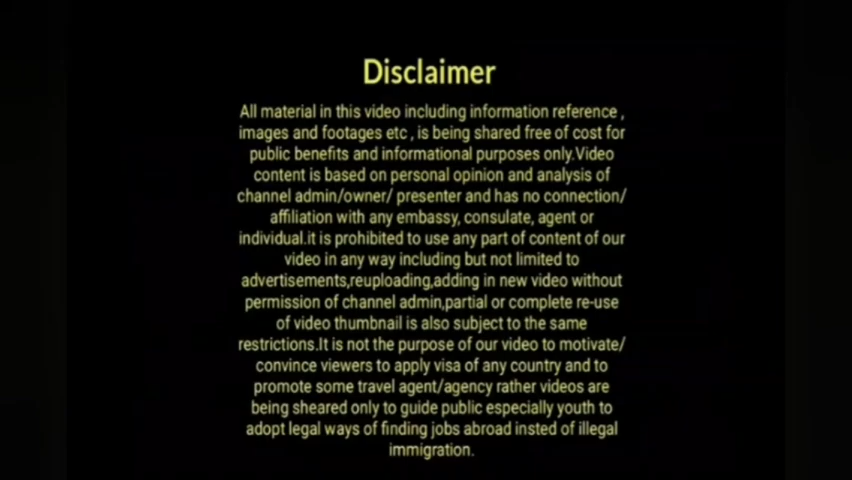 Disclaimer
All material in this video including information reference ,
images and footages etc , is being shared free of cost for
public benefits and informational purposes only.Video
content is based on personal opinion and analysis of
channel admin/owner/ presenter and has no connection/
affiliation with any embassy, consulate, agent or
individual.it is prohibited to use any part of content of our
video in any way including but not limited to
advertisements,reuploading,adding in new video without
permission of channel admin,partial or complete re-use
of video thumbnail is also subject to the same
restrictions.It is not the purpose of our video to motivate/
convince viewers to apply visa of any country and to
promote some travel agent/agency rather videos are
being sheared only to guide public especially youth to
adopt legal ways of finding jobs abroad insted of illegal
immigration.